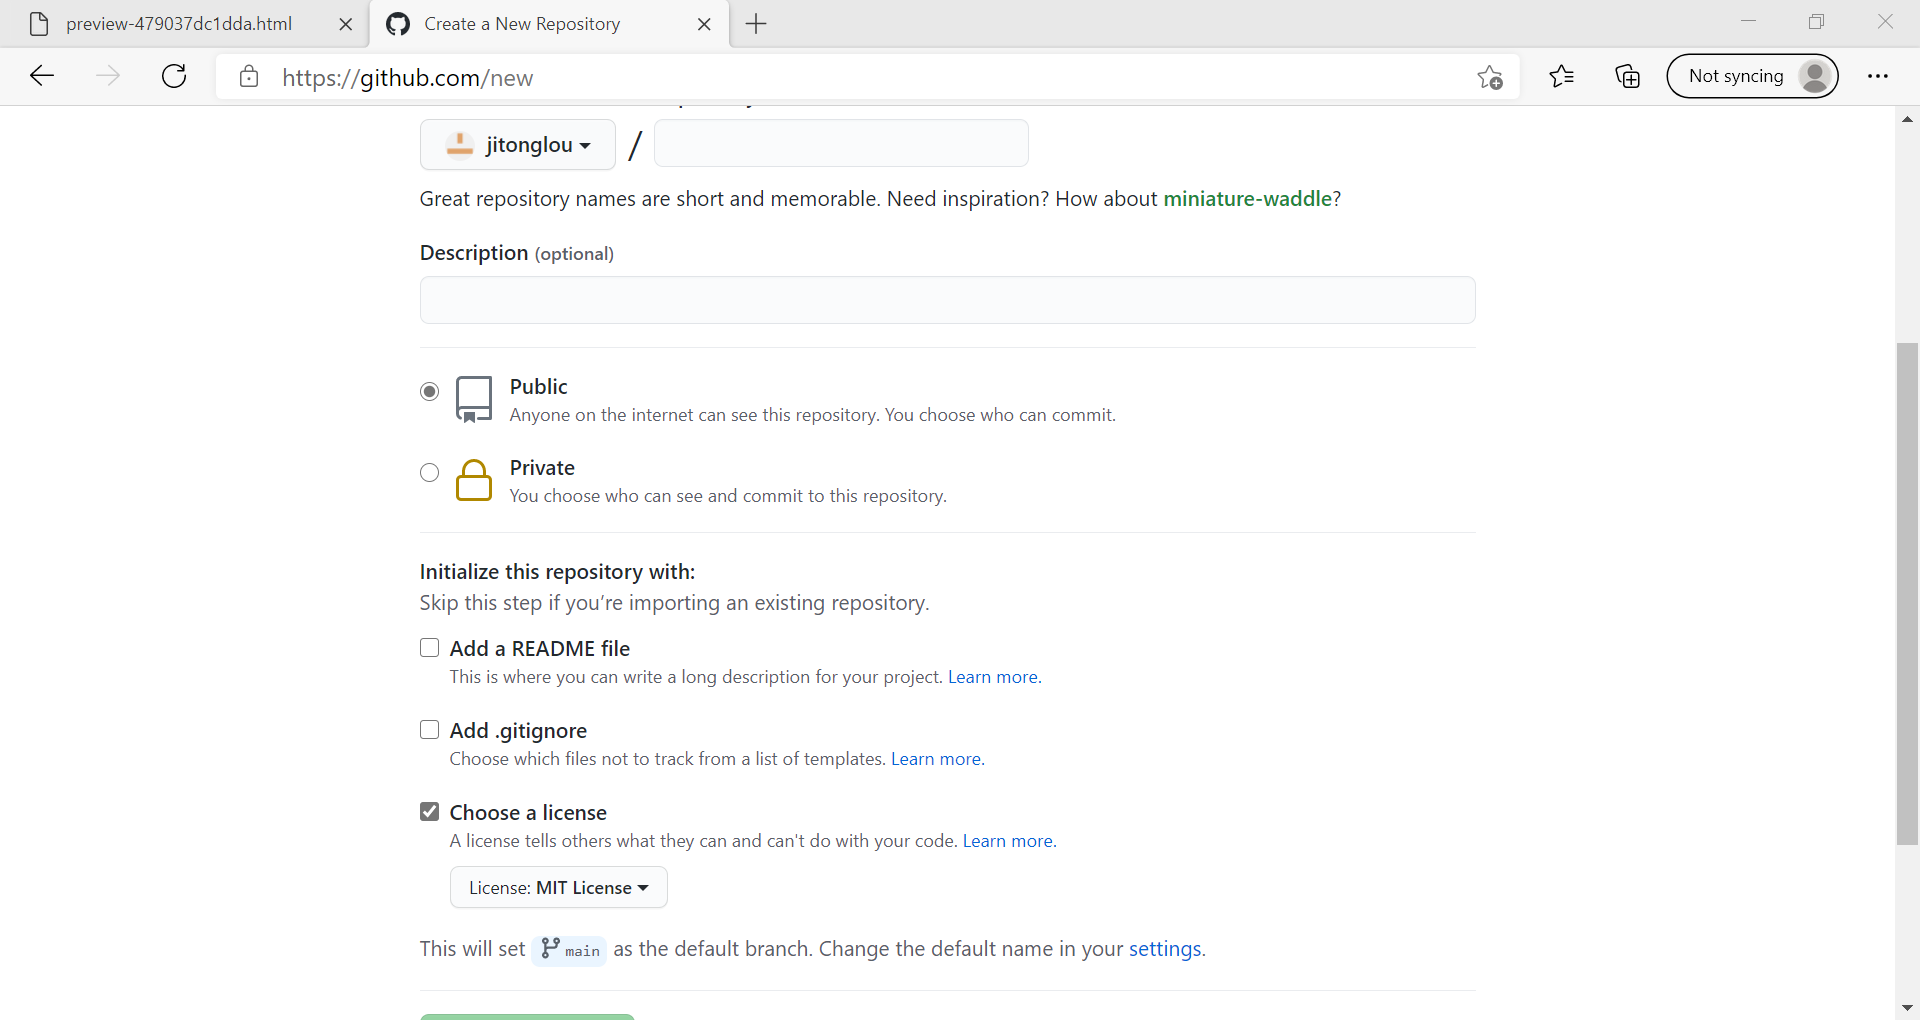 preview-479037dc1dda.html
Create a New Repository
https://github.com/new
Not syncing
jitonglou /
Great repository names are short and memorable. Need inspiration? How about miniature-waddle?
Description (optional)
Public
Anyone on the internet can see this repository. You choose who can commit.
Private
You choose who can see and commit to this repository.
Initialize this repository with:
Skip this step if you’re importing an existing repository.
Add a README file
This is where you can write a long description for your project. Learn more.
Add .gitignore
Choose which files not to track from a list of templates. Learn more.
Choose a license
A license tells others what they can and can't do with your code. Learn more.
License: MIT License
This will set main as the default branch. Change the default name in your settings.